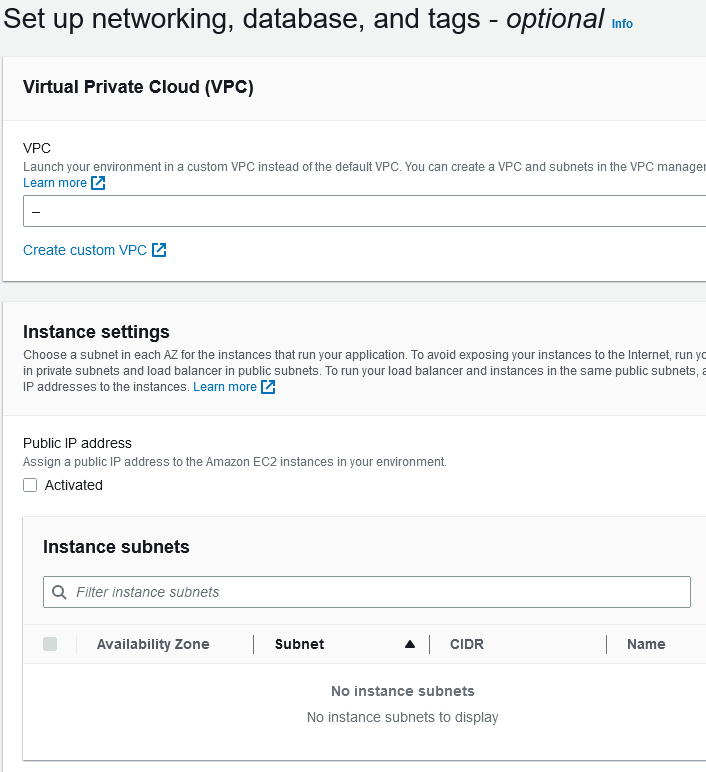 Set up networking, database, and tags - optional Info
Virtual Private Cloud (VPC)
VPC
Launch your environment in a custom VPC instead of the default VPC. You can create a VPC and subnets in the VPC manager
Learn more
–
Create custom VPC
Instance settings
Choose a subnet in each AZ for the instances that run your application. To avoid exposing your instances to the Internet, run yo
in private subnets and load balancer in public subnets. To run your load balancer and instances in the same public subnets, a
IP addresses to the instances. Learn more
Public IP address
Assign a public IP address to the Amazon EC2 instances in your environment.
Activated
Instance subnets
Filter instance subnets
Availability Zone Subnet CIDR Name
No instance subnets
No instance subnets to display